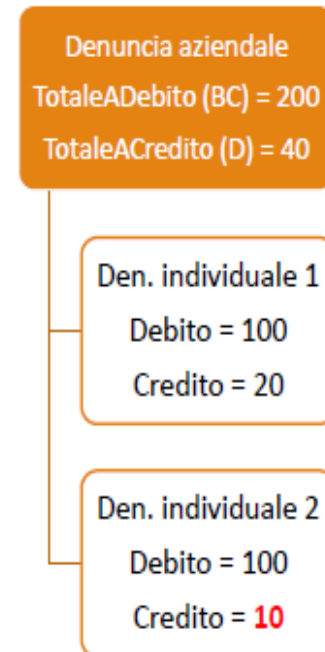 Denuncia aziendale
TotaleADebito (BC) = 200
TotaleACredito (D) = 40
Den. individuale 1
Debito = 100
Credito = 20
Den. individuale 2
Debito = 100
Credito = 10